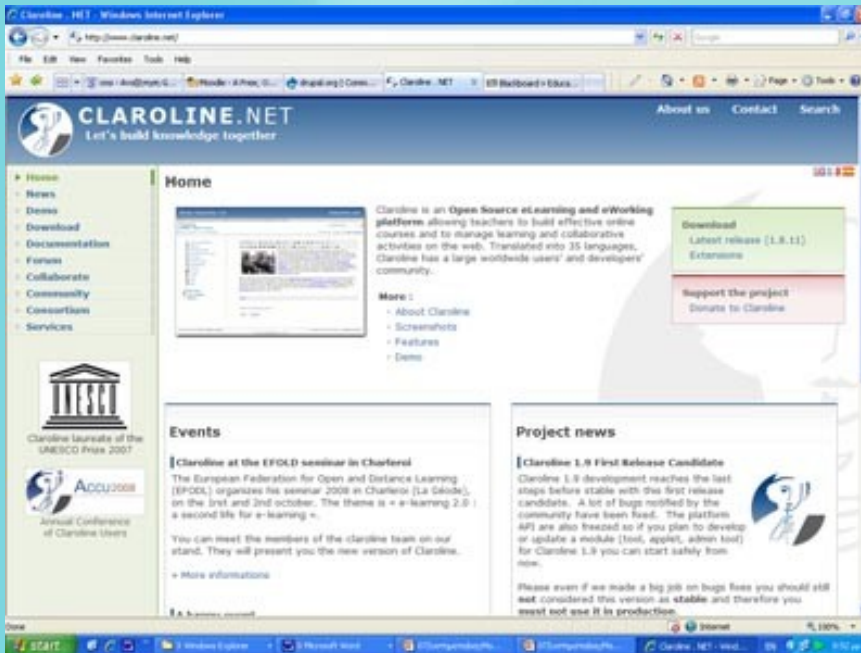 Claroline . NET - Windows Internet Explorer
http://www.claroline.net/
File Edit View Favorites Tools Help
Claroline . NET
Page Tools
CLAROLINE.NET
Let's build knowledge together
About us Contact Search
Home
News
Demo
Download
Documentation
Forum
Collaborate
Community
Consortium
Services
UNESCO
Claroline laureate of the
UNESCO Prize 2007
ACCU2008
Annual Conference
of Claroline Users
Home
Claroline is an Open Source eLearning and eWorking
platform allowing teachers to build effective online
courses and to manage learning and collaborative
activities on the web. Translated into 35 languages,
Claroline has a large worldwide users' and developers'
community.
More :
About Claroline
Screenshots
Features
Demo
Download
Latest release (1.8.11)
Extensions
Support the project
Donate to Claroline
Events
Claroline at the EFODL seminar in Charleroi
The European Federation for Open and Distance Learning
(EFODL) organizes his seminar 2008 in Charleroi (La Géode),
on the 1rst and 2nd october. The theme is « e-learning 2.0 :
a second life for e-learning ».
You can meet the members of the claroline team on our
stand. They will present you the new version of Claroline.
» More informations
A happy event
Project news
Claroline 1.9 First Release Candidate
Claroline 1.9 development reaches the last
steps before stable with this first release
candidate. A lot of bugs notified by the
community have been fixed. The platform
API are also freezed so if you plan to develop
or update a module (tool, applet, admin tool)
for Claroline 1.9 you can start safely from
now.
Please even if we made a big job on bugs fixes you should still
not considered this version as stable and therefore you
must not use it in production.
Done
Internet
100%
start
Windows Explorer
Microsoft Word
Claroline . NET - Wind...
EN